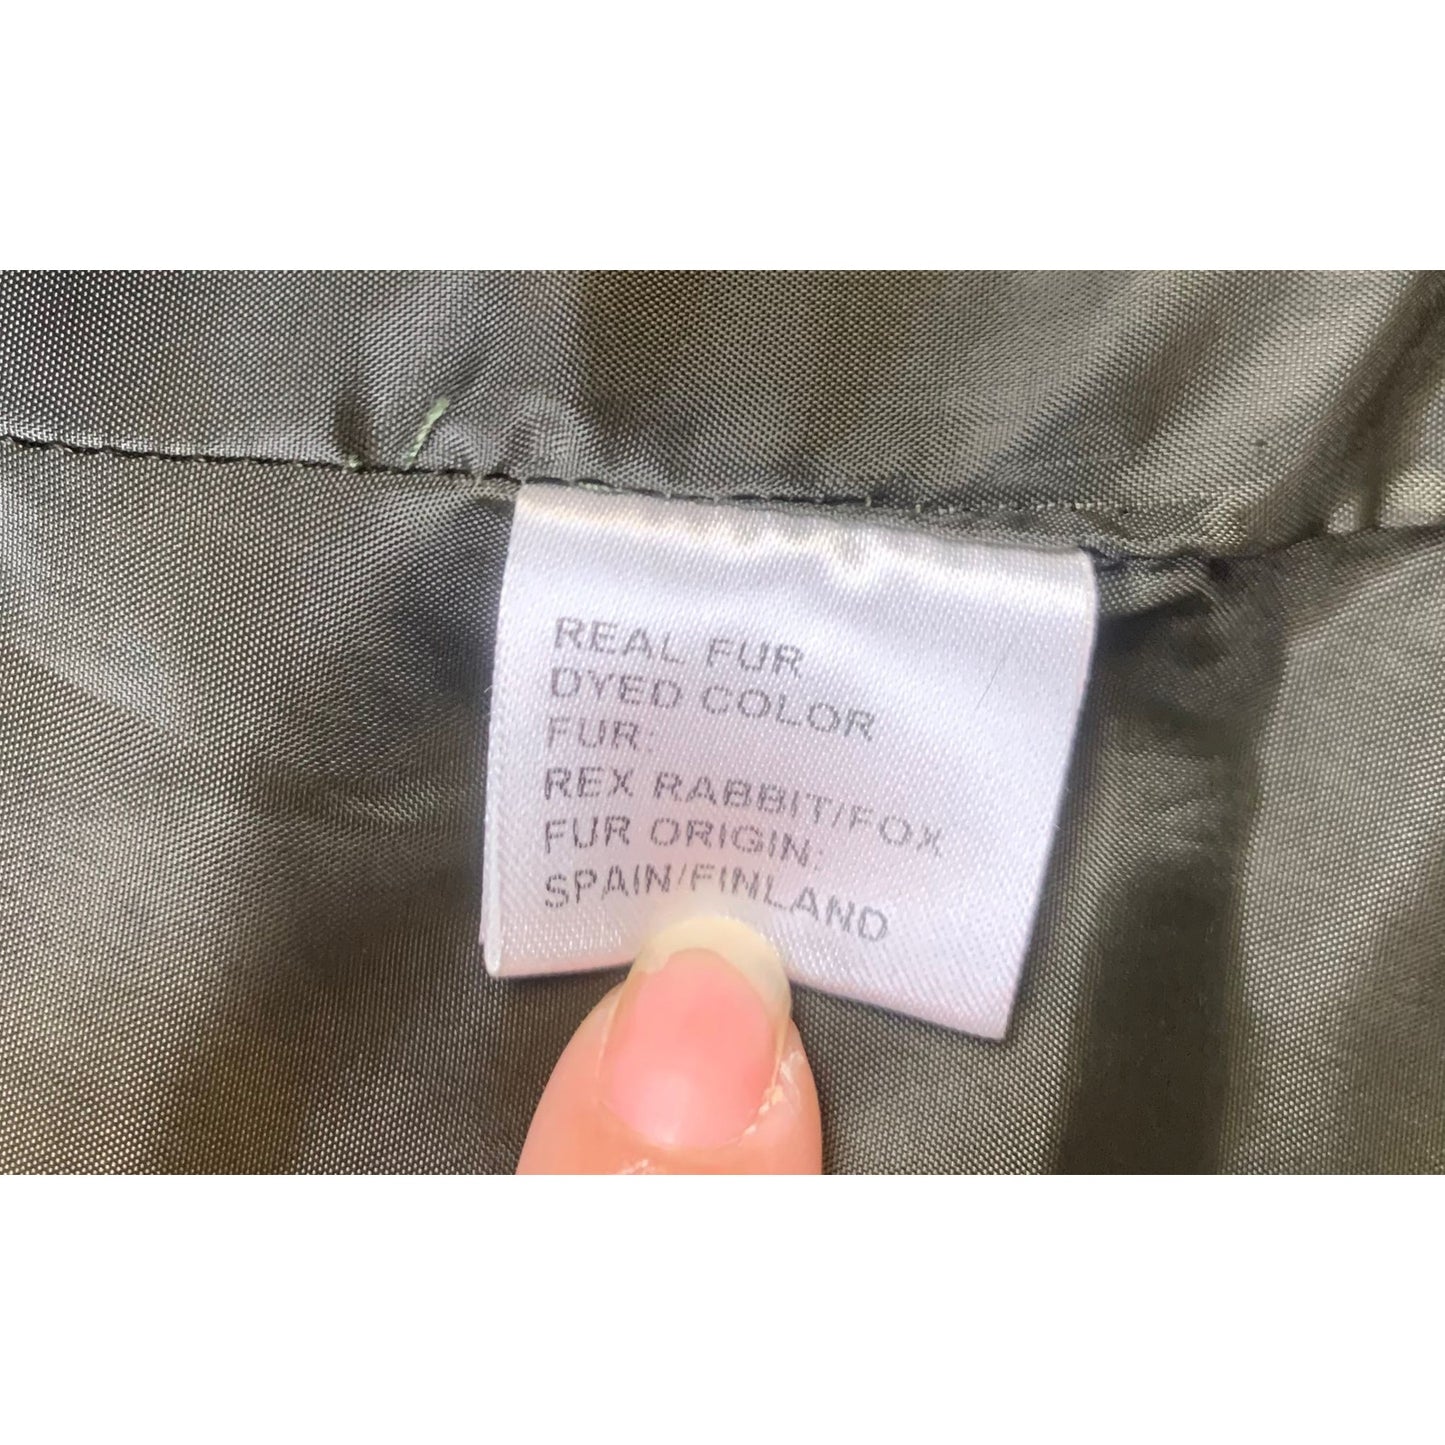 REAL FUR
DYED COLOR
FUR:
REX RABBIT/FOX
FUR ORIGIN:
SPAIN/FINLAND